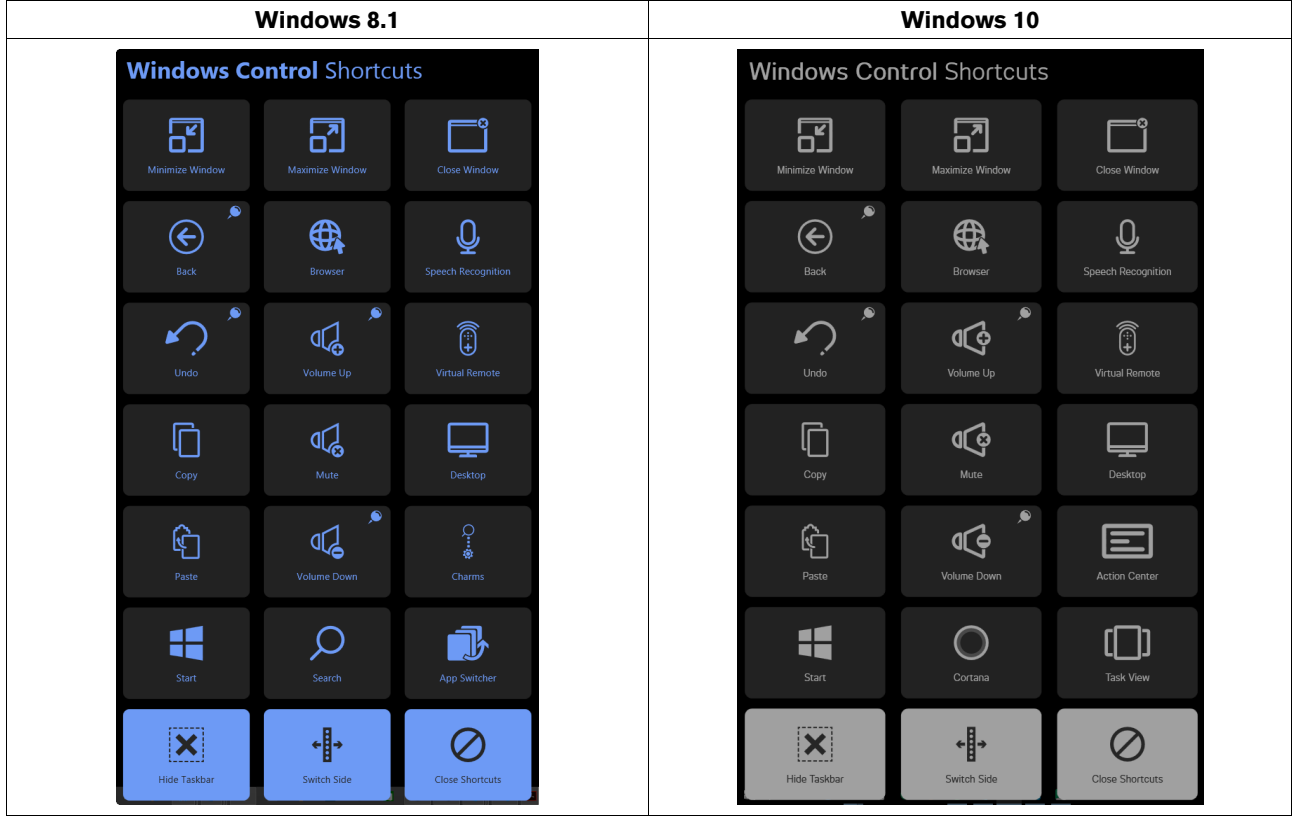 Windows 8.1
Windows 10
Windows Control Shortcuts
Minimize Window
Maximize Window
Close Window
Back
Browser
Speech Recognition
Undo
Volume Up
Virtual Remote
Copy
Mute
Desktop
Paste
Volume Down
Charms
Start
Search
App Switcher
Hide Taskbar
Switch Side
Close Shortcuts
Windows Control Shortcuts
Minimize Window
Maximize Window
Close Window
Back
Browser
Speech Recognition
Undo
Volume Up
Virtual Remote
Copy
Mute
Desktop
Paste
Volume Down
Action Center
Start
Cortana
Task View
Hide Taskbar
Switch Side
Close Shortcuts